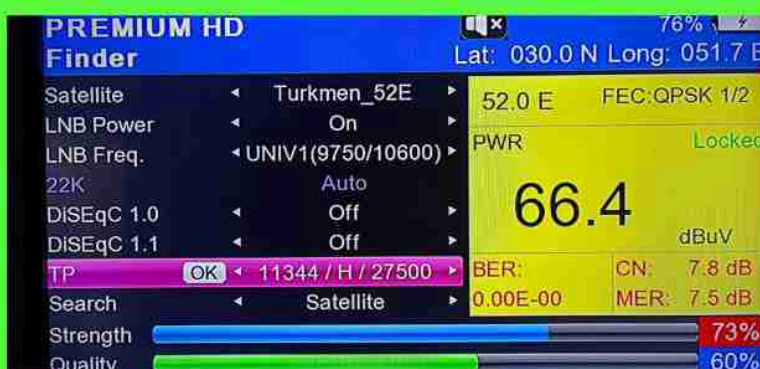 PREMIUM HD
76%
Finder
Lat: 030.0 N Long: 051.7 E
Satellite Turkmen_52E
52.0 E FEC:QPSK 1/2
LNB Power On
PWR Locked
LNB Freq. UNIV1(9750/10600)
22K Auto
66.4
DiSEqC 1.0 Off
DiSEqC 1.1 Off
dBuV
TP OK 11344 / H / 27500
BER: CN: 7.8 dB
Search Satellite
0.00E-00 MER: 7.5 dB
Strength 73%
Quality 60%